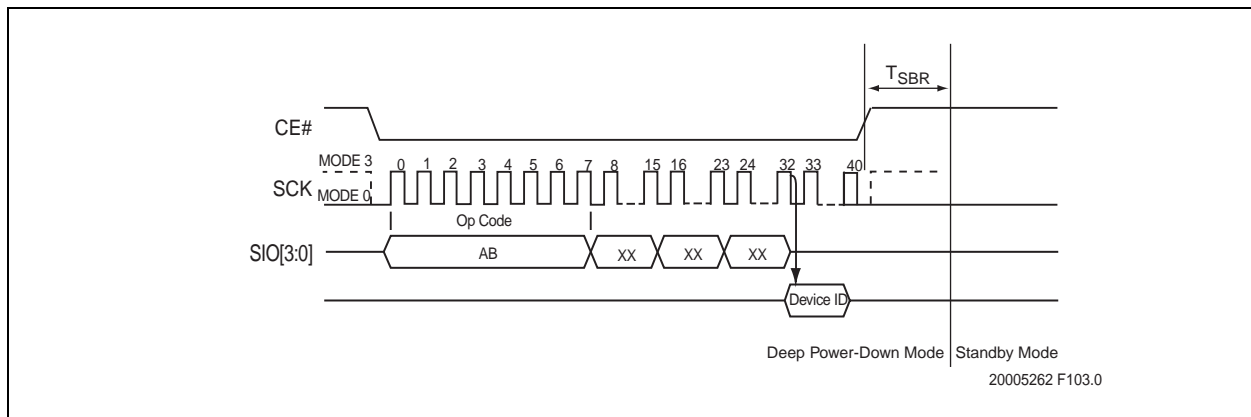 TSBR
CE#
MODE 3
0 1 2 3 4 5 6 7 8 15 16 23 24 32 33 40
SCK
MODE 0
Op Code
SIO[3:0]
AB XX XX XX
Device ID
Deep Power-Down Mode Standby Mode
20005262 F103.0